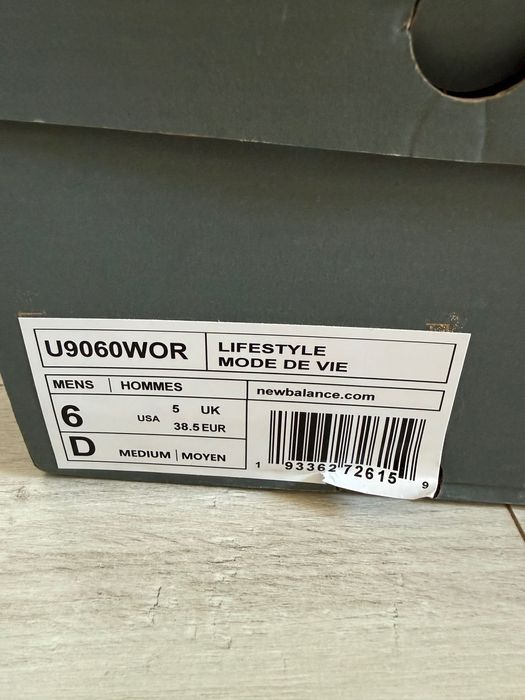 U9060WOR
LIFESTYLE
MODE DE VIE
MENS | HOMMES
newbalance.com
6 USA 5 UK
38.5 EUR
D MEDIUM | MOYEN
1 93362 72615 9